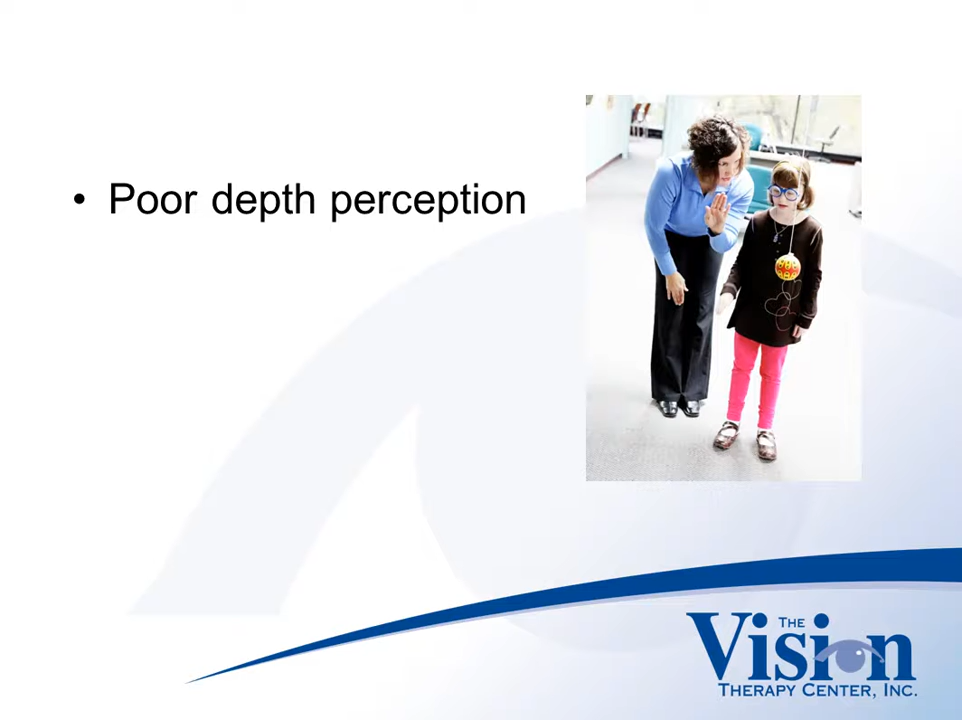 • Poor depth perception
THE
Vision
THERAPY CENTER, INC.